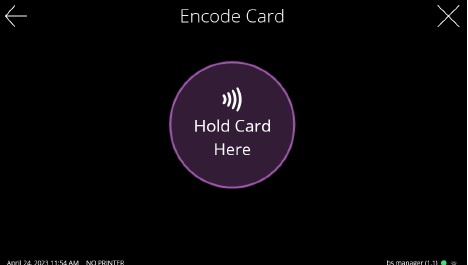 Encode Card
Hold Card
Here
April 24, 2023 11:54 AM NO PRINTER
bs manager (1.1)